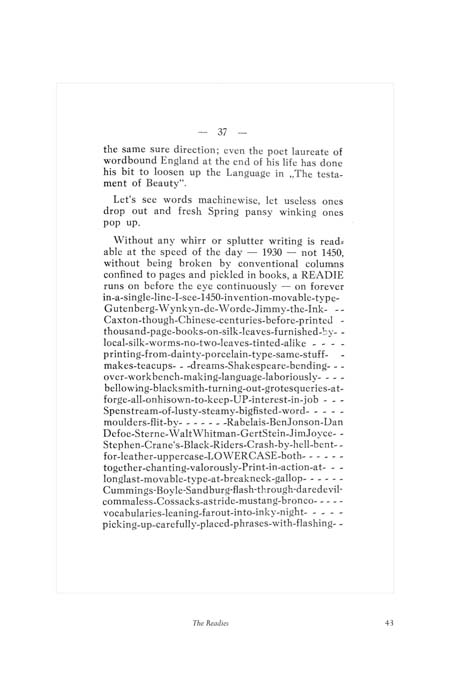 — 37 —
the same sure direction; even the poet laureate of
wordbound England at the end of his life has done
his bit to loosen up the Language in „The testa-
ment of Beauty”.
Let's see words machinewise, let useless ones
drop out and fresh Spring pansy winking ones
pop up.
Without any whirr or splutter writing is read=
able at the speed of the day — 1930 — not 1450,
without being broken by conventional columns
confined to pages and pickled in books, a READIE
runs on before the eye continuously — on forever
in-a-single-line-I-see-1450-invention-movable-type-
Gutenberg-Wynkyn-de-Worde-Jimmy-the-Ink- --
Caxton-though-Chinese-centuries-before-printed -
thousand-page-books-on-silk-leaves-furnished-by- -
local-silk-worms-no-two-leaves-tinted-alike - - - -
printing-from-dainty-porcelain-type-same-stuff- -
makes-teacups- - -dreams-Shakespeare-bending- - -
over-workbench-making-language-laboriously- - - -
bellowing-blacksmith-turning-out-grotesqueries-at-
forge-all-onhisown-to-keep-UP-interest-in-job - - -
Spenstream-of-lusty-steamy-bigfisted-word- - - - -
moulders-flit-by- - - - - - -Rabelais-BenJonson-Dan
Defoe-Sterne-WaltWhitman-GertStein-JimJoyce- -
Stephen-Crane's-Black-Riders-Crash-by-hell-bent- -
for-leather-uppercase-LOWERCASE-both- - - - - -
together-chanting-valorously-Print-in-action-at- - -
longlast-movable-type-at-breakneck-gallop- - - - - -
Cummings-Boyle-Sandburg-flash-through-daredevil-
commaless-Cossacks-astride-mustang-bronco- - - - -
vocabularies-leaning-farout-into-inky-night- - - - -
picking-up-carefully-placed-phrases-with-flashing- -
The Readies 43